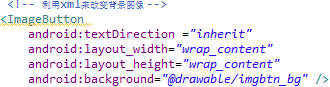 <!-- 利用xml来改变背景图像-->
<ImageButton
android:textDirection ="inherit"
android:layout_width="wrap_content"
android:layout_height="wrap_content"
android:background="@drawable/imgbtn_bg" />